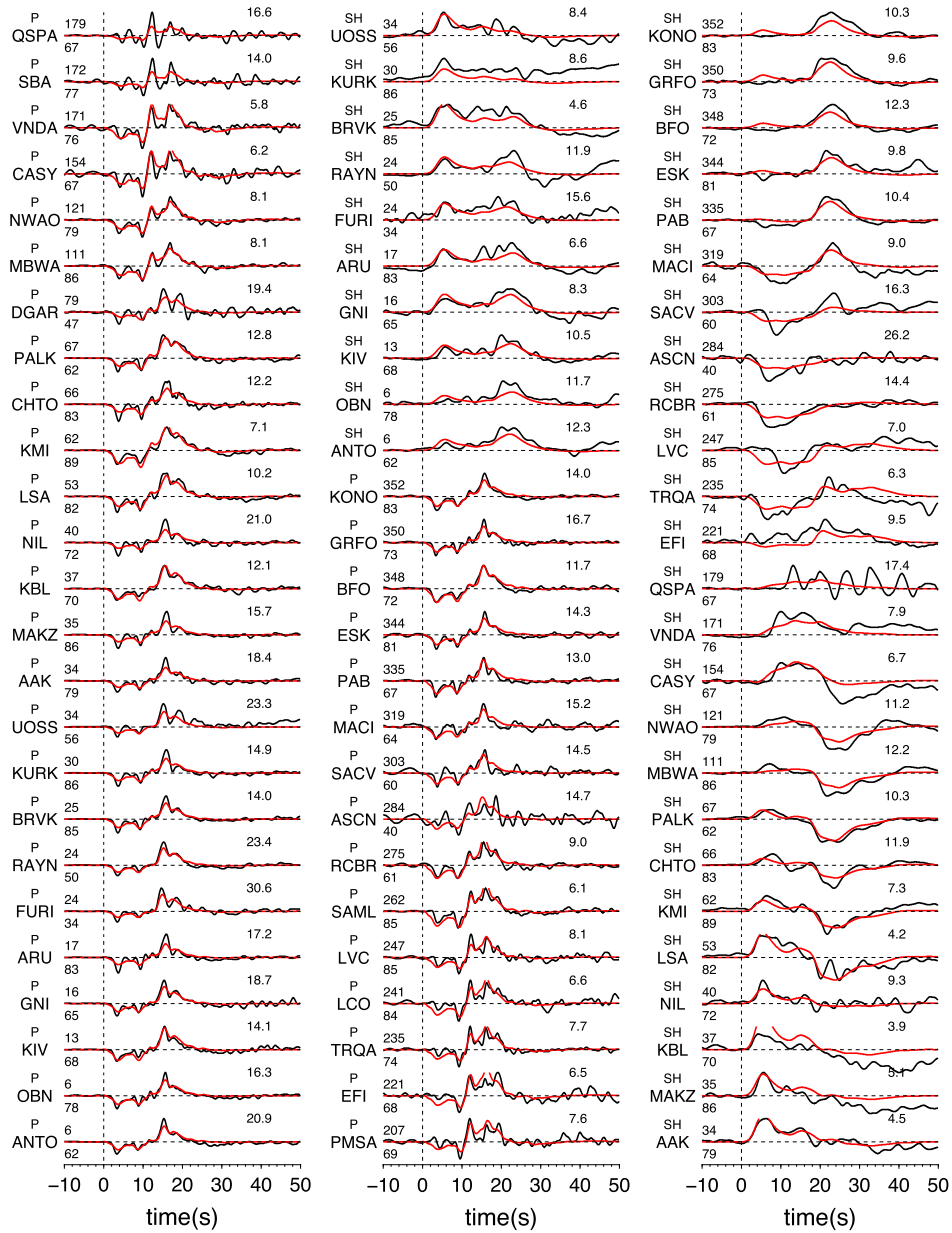 P
179
QSPA
67
16.6
P
172
SBA
77
14.0
P
171
VNDA
76
5.8
P
154
CASY
67
6.2
P
121
NWAO
79
8.1
P
111
MBWA
86
8.1
P
79
DGAR
47
19.4
P
67
PALK
62
12.8
P
66
CHTO
83
12.2
P
62
KMI
89
7.1
P
53
LSA
82
10.2
P
40
NIL
72
21.0
P
37
KBL
70
12.1
P
35
MAKZ
86
15.7
P
34
AAK
79
18.4
P
34
UOSS
56
23.3
P
30
KURK
86
14.9
P
25
BRVK
85
14.0
P
24
RAYN
50
23.4
P
24
FURI
34
30.6
P
17
ARU
83
17.2
P
16
GNI
65
18.7
P
13
KIV
68
14.1
P
6
OBN
78
16.3
P
6
ANTO
62
20.9
−10 0 10 20 30 40 50
time(s)
SH
34
UOSS
56
8.4
SH
30
KURK
86
8.6
SH
25
BRVK
85
4.6
SH
24
RAYN
50
11.9
SH
24
FURI
34
15.6
SH
17
ARU
83
6.6
SH
16
GNI
65
8.3
SH
13
KIV
68
10.5
SH
6
OBN
78
11.7
SH
6
ANTO
62
12.3
P
352
KONO
83
14.0
P
350
GRFO
73
16.7
P
348
BFO
72
11.7
P
344
ESK
81
14.3
P
335
PAB
67
13.0
P
319
MACI
64
15.2
P
303
SACV
60
14.5
P
284
ASCN
40
14.7
P
275
RCBR
61
9.0
P
262
SAML
85
6.1
P
247
LVC
85
8.1
P
241
LCO
84
6.6
P
235
TRQA
74
7.7
P
221
EFI
68
6.5
P
207
PMSA
69
7.6
−10 0 10 20 30 40 50
time(s)
SH
352
KONO
83
10.3
SH
350
GRFO
73
9.6
SH
348
BFO
72
12.3
SH
344
ESK
81
9.8
SH
335
PAB
67
10.4
SH
319
MACI
64
9.0
SH
303
SACV
60
16.3
SH
284
ASCN
40
26.2
SH
275
RCBR
61
14.4
SH
247
LVC
85
7.0
SH
235
TRQA
74
6.3
SH
221
EFI
68
9.5
SH
179
QSPA
67
17.4
SH
171
VNDA
76
7.9
SH
154
CASY
67
6.7
SH
121
NWAO
79
11.2
SH
111
MBWA
86
12.2
SH
67
PALK
62
10.3
SH
66
CHTO
83
11.9
SH
62
KMI
89
7.3
SH
53
LSA
82
4.2
SH
40
NIL
72
9.3
SH
37
KBL
70
3.9
SH
35
MAKZ
86
5.1
SH
34
AAK
79
4.5
−10 0 10 20 30 40 50
time(s)